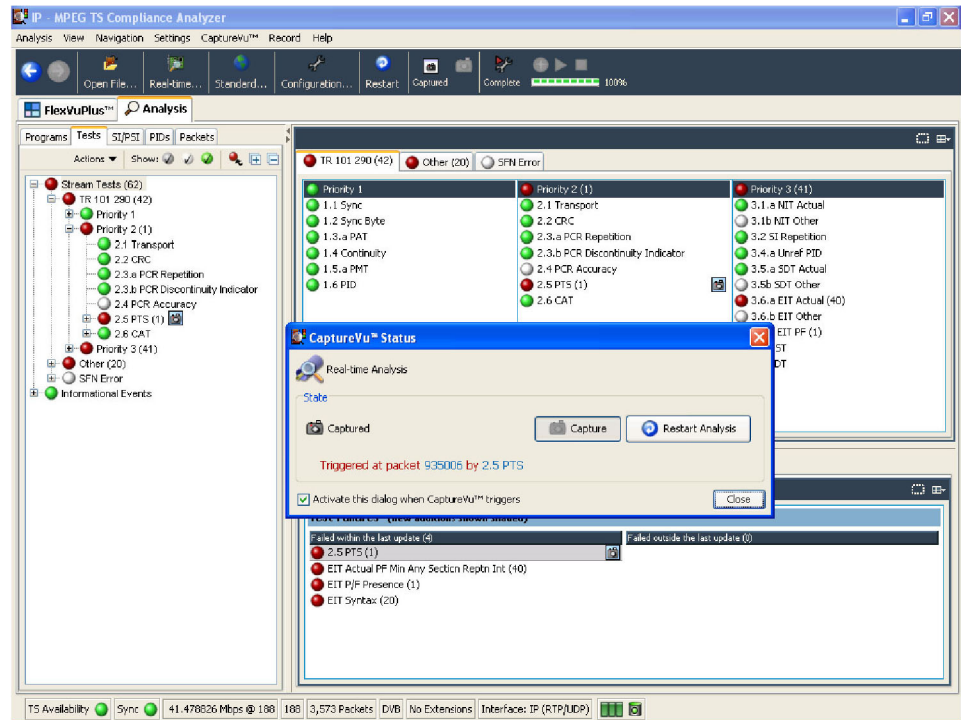 IP - MPEG TS Compliance Analyzer
Analysis View Navigation Settings CaptureVu™ Record Help
Open File... Real-time... Standard... Configuration... Restart Captured Complete 100%
FlexVuPlus™ Analysis
Programs Tests SI/PSI PIDs Packets
Actions Show:
Stream Tests (62)
TR 101 290 (42)
Priority 1
Priority 2 (1)
2.1 Transport
2.2 CRC
2.3.a PCR Repetition
2.3.b PCR Discontinuity Indicator
2.4 PCR Accuracy
2.5 PTS (1)
2.6 CAT
Priority 3 (41)
Other (20)
SFN Error
Informational Events
TR 101 290 (42) Other (20) SFN Error
Priority 1
1.1 Sync
1.2 Sync Byte
1.3.a PAT
1.4 Continuity
1.5.a PMT
1.6 PID
Priority 2 (1)
2.1 Transport
2.2 CRC
2.3.a PCR Repetition
2.3.b PCR Discontinuity Indicator
2.4 PCR Accuracy
2.5 PTS (1)
2.6 CAT
Priority 3 (41)
3.1.a NIT Actual
3.1b NIT Other
3.2 SI Repetition
3.4.a Unref PID
3.5.a SDT Actual
3.5b SDT Other
3.6.a EIT Actual (40)
3.6.b EIT Other
EIT PF (1)
ST
DT
CaptureVu™ Status
Real-time Analysis
State
Captured Capture Restart Analysis
Triggered at packet 935006 by 2.5 PTS
Activate this dialog when CaptureVu™ triggers Close
Failed within the last update (4) Failed outside the last update (0)
2.5 PTS (1)
EIT Actual PF Min Any Section Reptn Int (40)
EIT P/F Presence (1)
EIT Syntax (20)
TS Availability Sync 41.478826 Mbps @ 188 188 3,573 Packets DVB No Extensions Interface: IP (RTP/UDP)